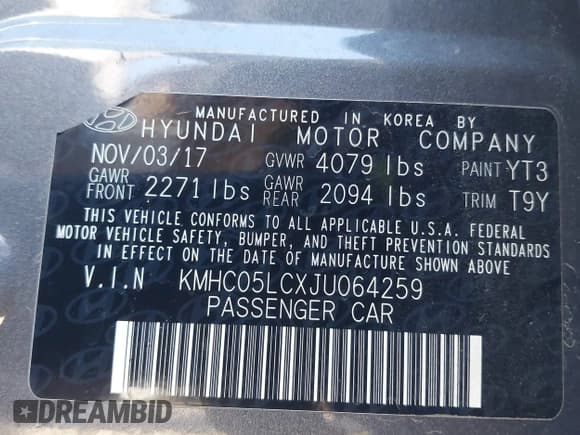 MANUFACTURED IN KOREA BY
HYUNDAI MOTOR COMPANY
NOV/03/17 GVWR 4079 lbs PAINT YT3
GAWR FRONT 2271 lbs GAWR REAR 2094 lbs TRIM T9Y
THIS VEHICLE CONFORMS TO ALL APPLICABLE U.S.A. FEDERAL
MOTOR VEHICLE SAFETY, BUMPER, AND THEFT PREVENTION STANDARDS
IN EFFECT ON THE DATE OF MANUFACTURE SHOWN ABOVE.
V.I.N KMHC05LCXJU064259
PASSENGER CAR
DREAMBID